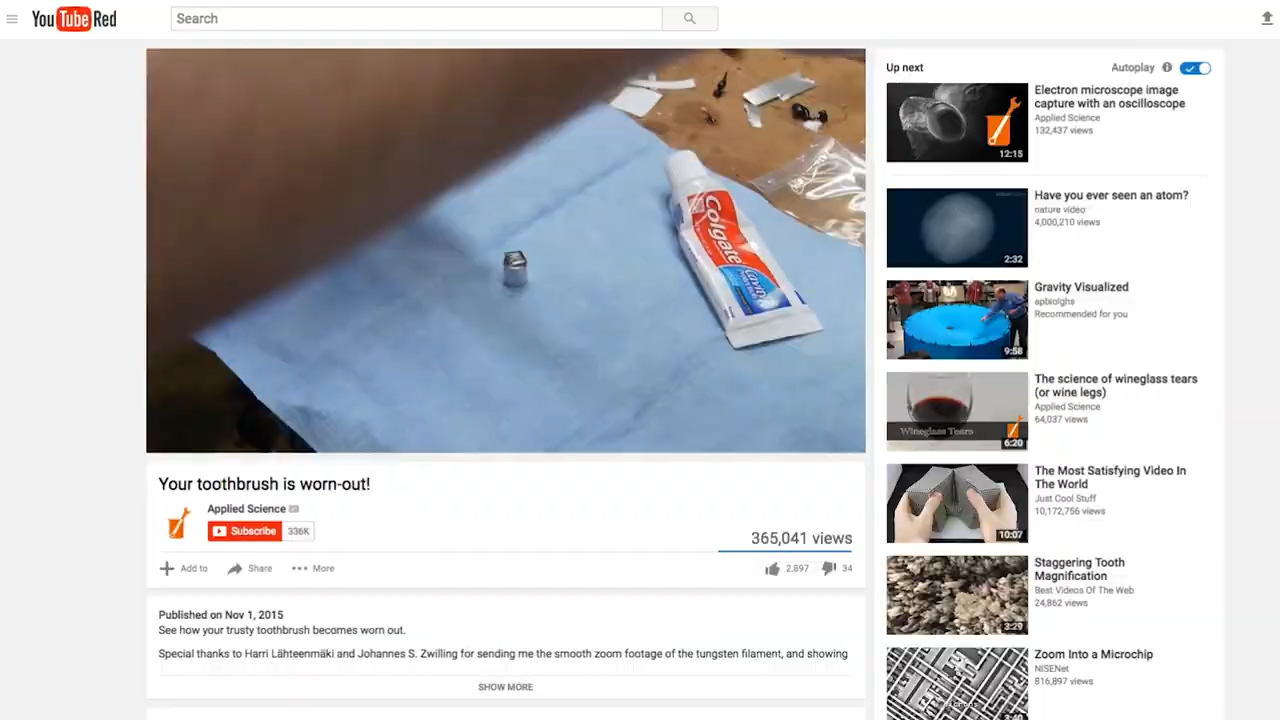 YouTube Red
Search
Colgate
Cavity
Your toothbrush is worn-out!
Applied Science
Subscribe 336K
365,041 views
Add to Share More
2,897 34
Published on Nov 1, 2015
See how your trusty toothbrush becomes worn out.
Special thanks to Harri Lähteenmäki and Johannes S. Zwilling for sending me the smooth zoom footage of the tungsten filament, and showing
SHOW MORE
Up next Autoplay
12:15
Electron microscope image
capture with an oscilloscope
Applied Science
132,437 views
2:32
Have you ever seen an atom?
nature video
4,000,210 views
9:58
Gravity Visualized
apbiolghs
Recommended for you
Wineglass Tears
6:20
The science of wineglass tears
(or wine legs)
Applied Science
64,037 views
10:07
The Most Satisfying Video In
The World
Just Cool Stuff
10,172,756 views
3:29
Staggering Tooth
Magnification
Best Videos Of The Web
24,862 views
Zoom Into a Microchip
NISENet
816,897 views